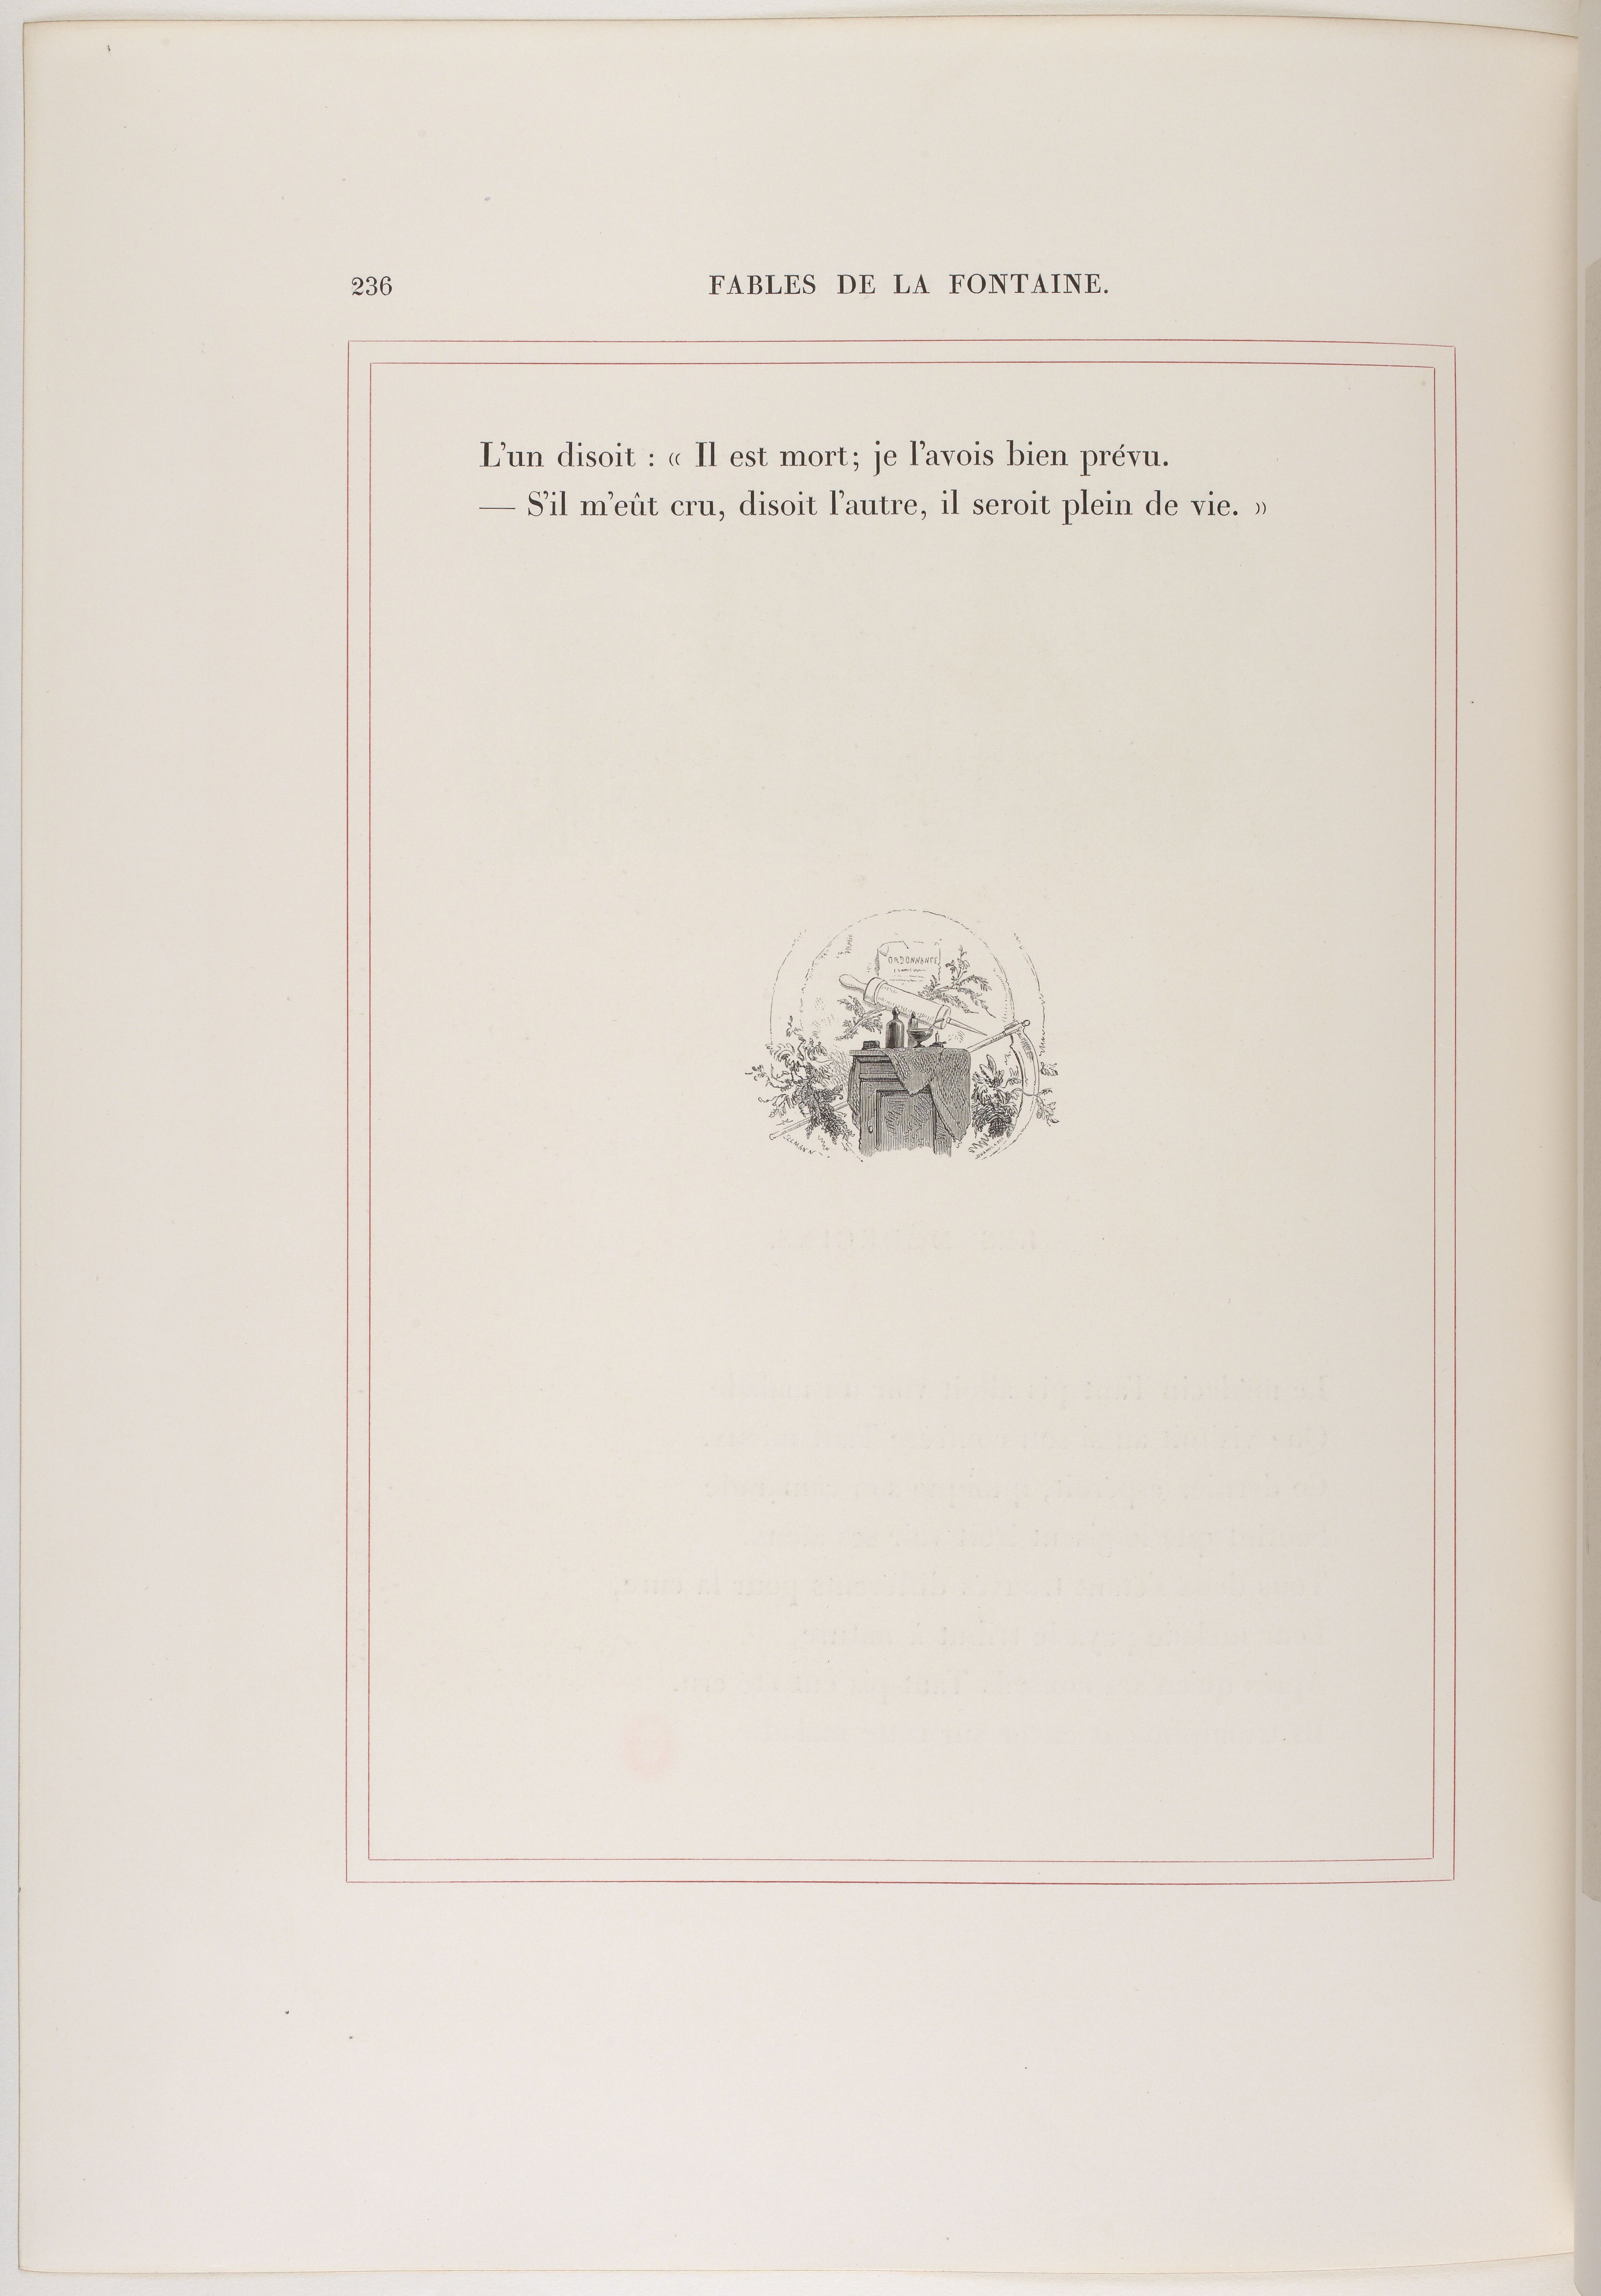 236 FABLES DE LA FONTAINE.
L'un disoit : « Il est mort; je l'avois bien prévu.
— S'il m'eût cru, disoit l'autre, il seroit plein de vie. »
ORDONNANCE